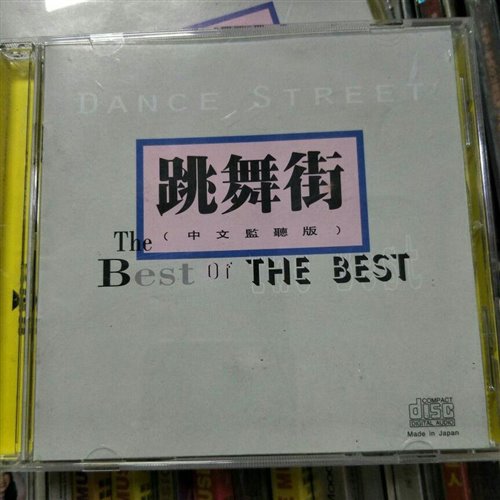 DANCE STREET
跳舞街
(中文監聽版)
The
Best Of THE BEST
COMPACT
disc
DIGITAL AUDIO
Made in Japan